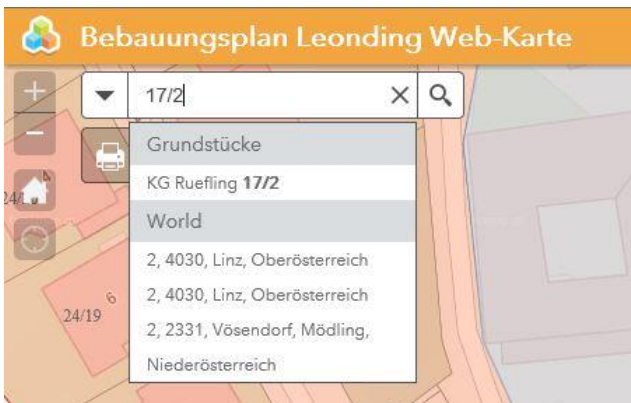 Bebauungsplan Leonding Web-Karte
+
17/2
−
Grundstücke
KG Ruefling 17/2
World
2, 4030, Linz, Oberösterreich
2, 4030, Linz, Oberösterreich
2, 2331, Vösendorf, Mödling,
Niederösterreich
6
24/19